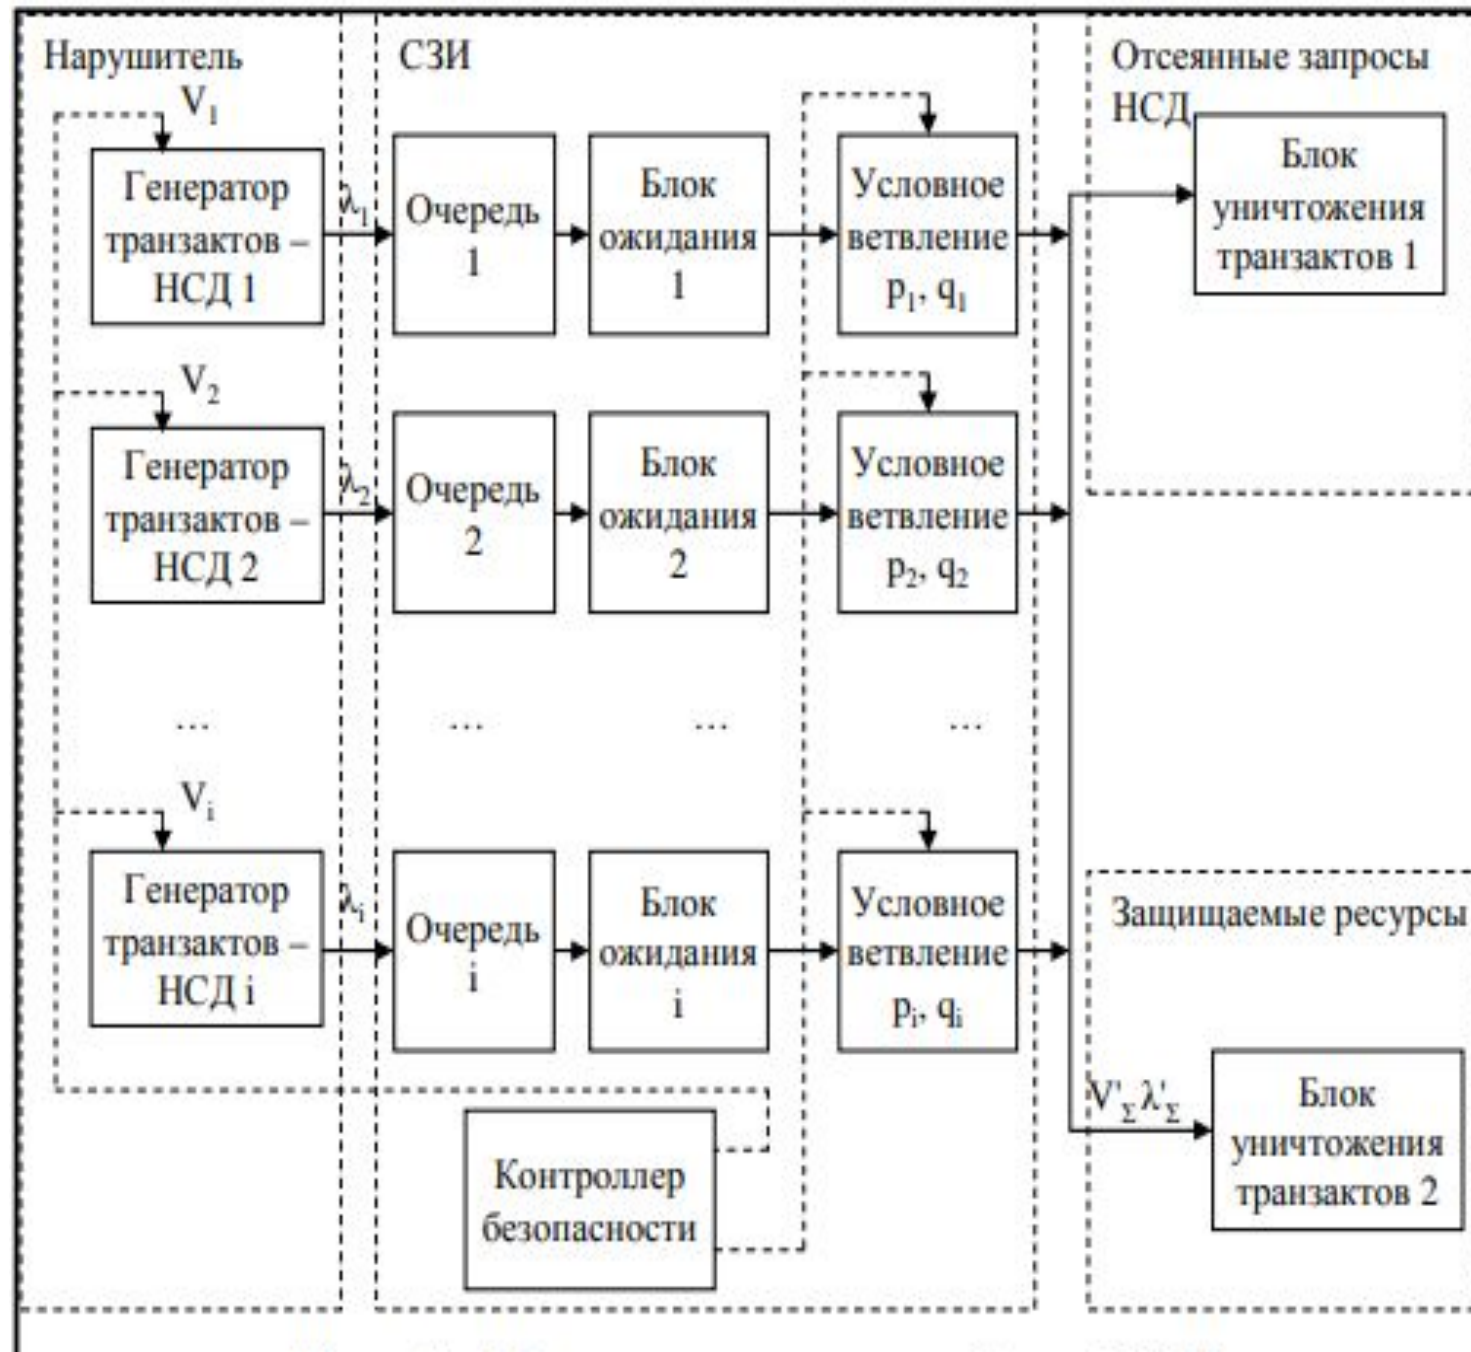 Нарушитель
СЗИ
Отсеянные запросы
НСД
V₁
Генератор
транзактов –
НСД 1
λ₁
Очередь
1
Блок
ожидания
1
Условное
ветвление
p₁, q₁
Блок
уничтожения
транзактов 1
V₂
Генератор
транзактов –
НСД 2
λ₂
Очередь
2
Блок
ожидания
2
Условное
ветвление
p₂, q₂
...
...
...
...
Vᵢ
Генератор
транзактов –
НСД i
λᵢ
Очередь
i
Блок
ожидания
i
Условное
ветвление
pᵢ, qᵢ
Защищаемые ресурсы
V'Σ λ'Σ
Блок
уничтожения
транзактов 2
Контроллер
безопасности